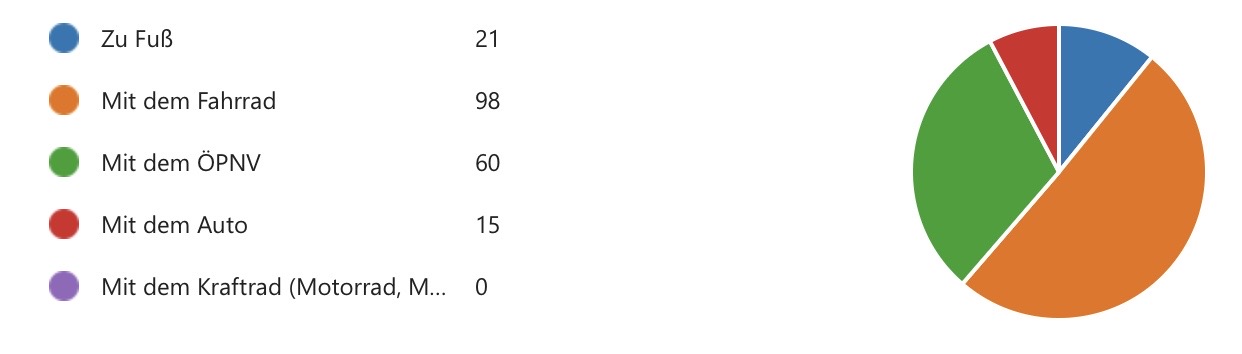 Zu Fuß 21
Mit dem Fahrrad 98
Mit dem ÖPNV 60
Mit dem Auto 15
Mit dem Kraftrad (Motorrad, M... 0